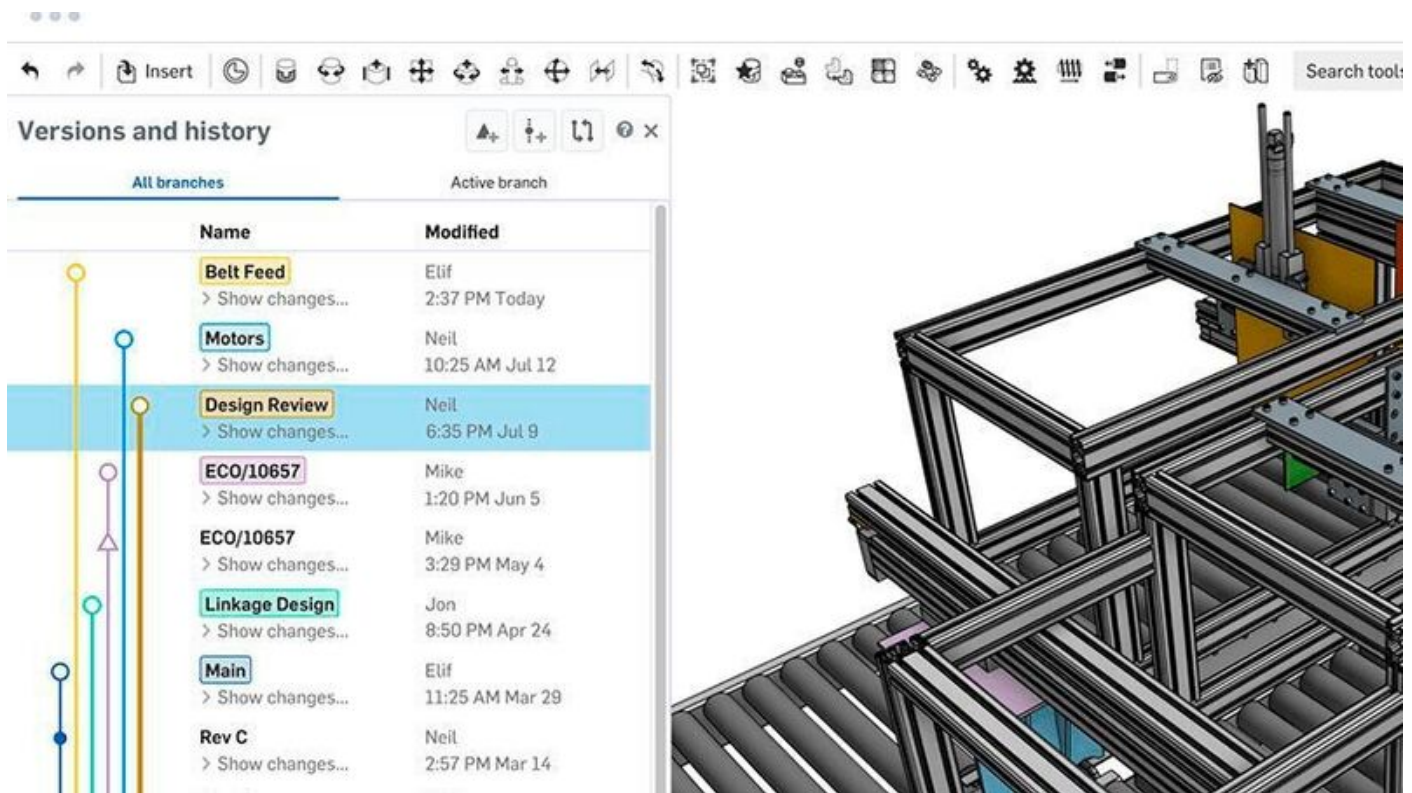 Insert
Search tools
Versions and history
All branches Active branch
Name Modified
Belt Feed Elif
> Show changes... 2:37 PM Today
Motors Neil
> Show changes... 10:25 AM Jul 12
Design Review Neil
> Show changes... 6:35 PM Jul 9
ECO/10657 Mike
> Show changes... 1:20 PM Jun 5
ECO/10657 Mike
> Show changes... 3:29 PM May 4
Linkage Design Jon
> Show changes... 8:50 PM Apr 24
Main Elif
> Show changes... 11:25 AM Mar 29
Rev C Neil
> Show changes... 2:57 PM Mar 14